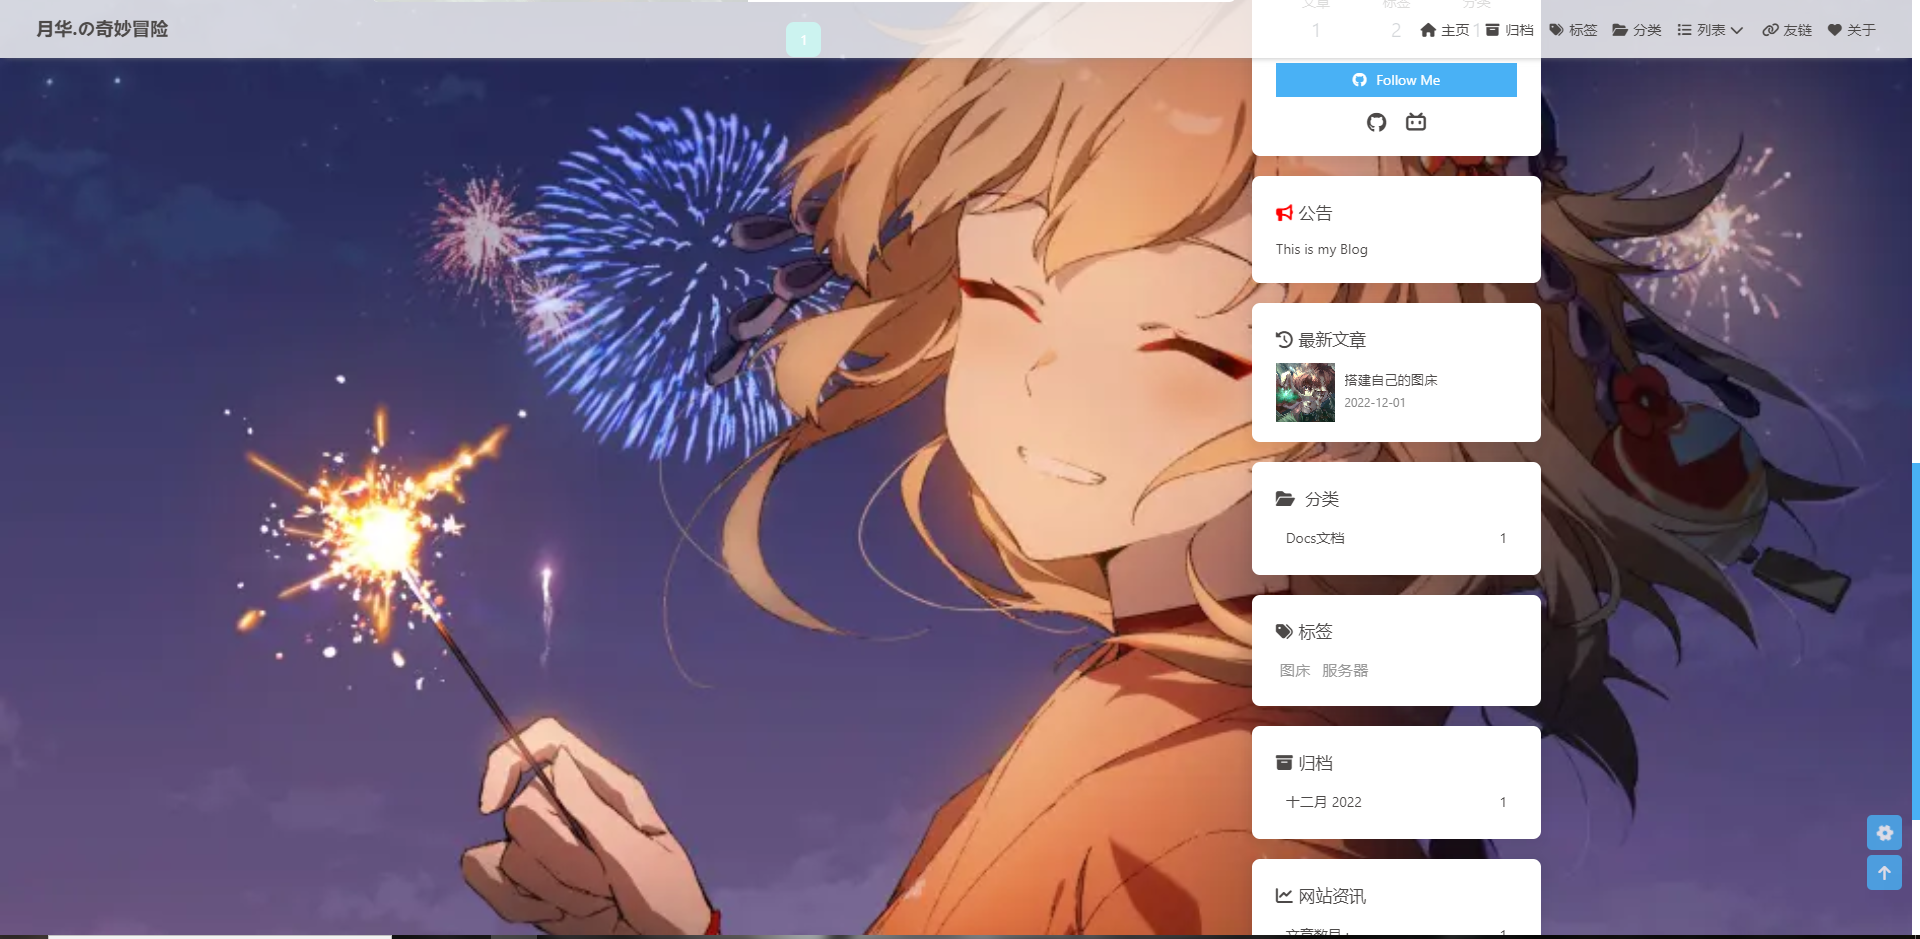 月华.の奇妙冒险
主页
归档
标签
分类
列表
友链
关于
文章
标签
分类
1
2
1
1
Follow Me
公告
This is my Blog
最新文章
搭建自己的图床
2022-12-01
分类
Docs文档 1
标签
图床 服务器
归档
十二月 2022 1
网站资讯
文章数目 : 1